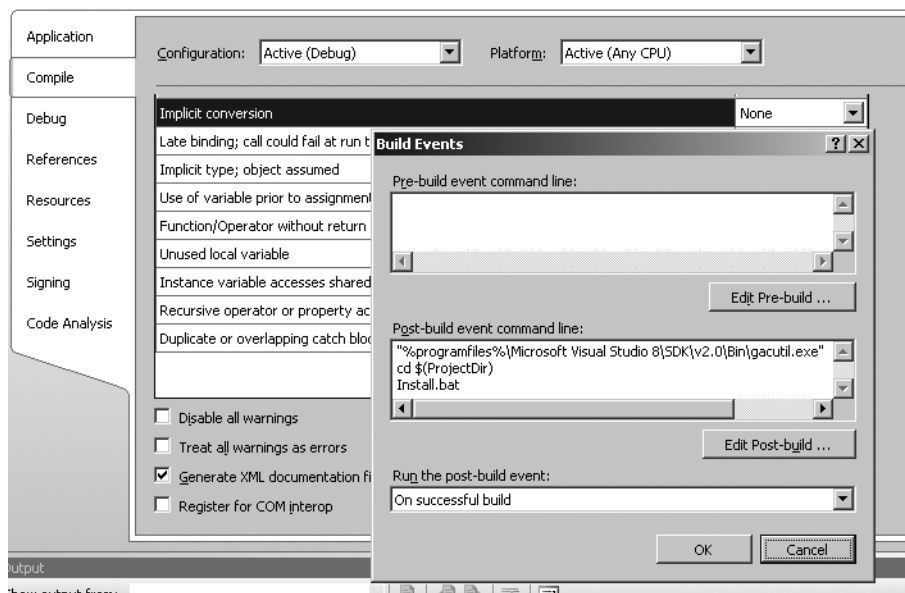 Application
Compile
Debug
References
Resources
Settings
Signing
Code Analysis
Configuration: Active (Debug) Platform: Active (Any CPU)
Implicit conversion None
Late binding; call could fail at run t
Implicit type; object assumed
Use of variable prior to assignment
Function/Operator without return
Unused local variable
Instance variable accesses shared
Recursive operator or property ac
Duplicate or overlapping catch bloc
Disable all warnings
Treat all warnings as errors
Generate XML documentation fi
Register for COM interop
Build Events
Pre-build event command line:
Edit Pre-build ...
Post-build event command line:
"%programfiles%\Microsoft Visual Studio 8\SDK\v2.0\Bin\gacutil.exe"
cd $(ProjectDir)
Install.bat
Edit Post-build ...
Run the post-build event:
On successful build
OK Cancel
Output